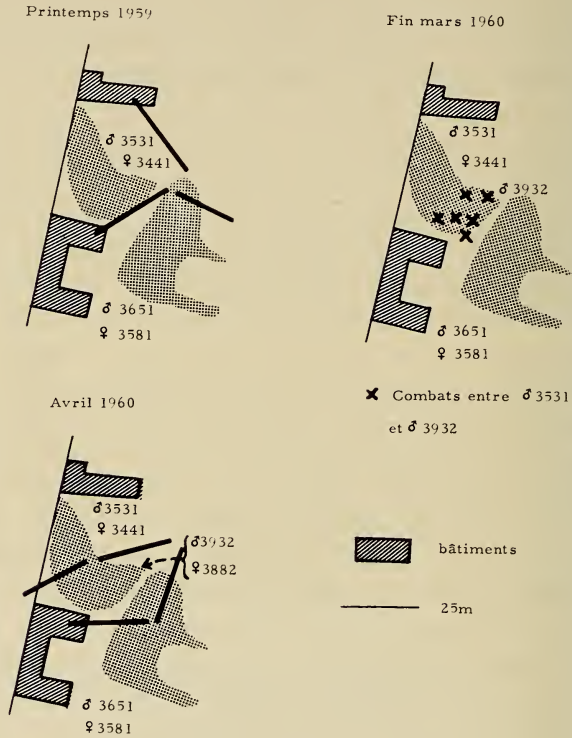 Printemps 1959
♂ 3531
♀ 3441
♂ 3651
♀ 3581
Fin mars 1960
♂ 3531
♀ 3441
♂ 3932
♂ 3651
♀ 3581
✖ Combats entre ♂ 3531
et ♂ 3932
Avril 1960
♂ 3531
♀ 3441
♂3932
♀ 3882
♂ 3651
♀ 3581
bâtiments
25m